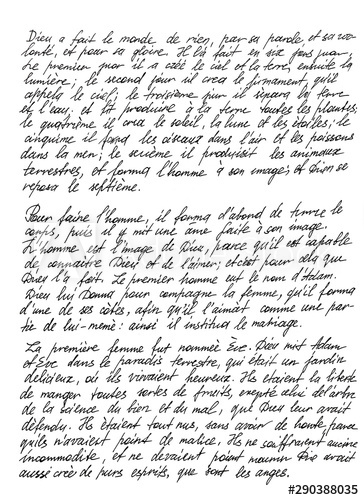 Dieu a fait le monde de rien, par sa parole et sa vo-
lonté, et pour sa gloire. Il l'a fait en six jours;
Le premier jour il a créé le ciel et la terre, ensuite la
lumière; le second jour il crea le firmament, qu'il
appela le ciel; le troisième jour il separa la terre
et l'eau, et fit produire à la terre toutes les plantes;
le quatrième il crea le soleil, la lune et les étoiles; le
cinquième il forma les oiseaux dans l'air et les poissons
dans la mer; le sixième il produisit les animaux
terrestres, et forma l'homme à son image; et Dieu se
reposa le septième.
Pour faire l'homme, il forma d'abord de terre le
corps, puis il y mit une ame faite à son image.
L'homme est l'image de Dieu, parce qu'il est capable
de connaitre Dieu et de l'aimer; et c'est pour cela que
Dieu l'a fait. Le premier homme eut le nom d'Adam.
Dieu lui donna pour compagne la femme, qu'il forma
d'une de ses côtes, afin qu'il l'aimât comme une par-
tie de lui-même: ainsi il institua le mariage.
La première femme fut nommée Eve. Dieu mit Adam
et Eve dans le paradis terrestre, qui était un jardin
delicieux, où ils vivaient heureux. Ils étaient la liberté
de manger toutes sortes de fruits, excepté celui de l'arbre
de la science du bien et du mal, que Dieu leur avait
défendu. Ils étaient tout nus, sans avoir de honte parce
qu'ils n'avaient point de malice. Ils ne souffraient aucune
incommodité, et ne devaient point mourir. Dieu avait
aussi créé de purs esprits, que sont les anges.
#290388035